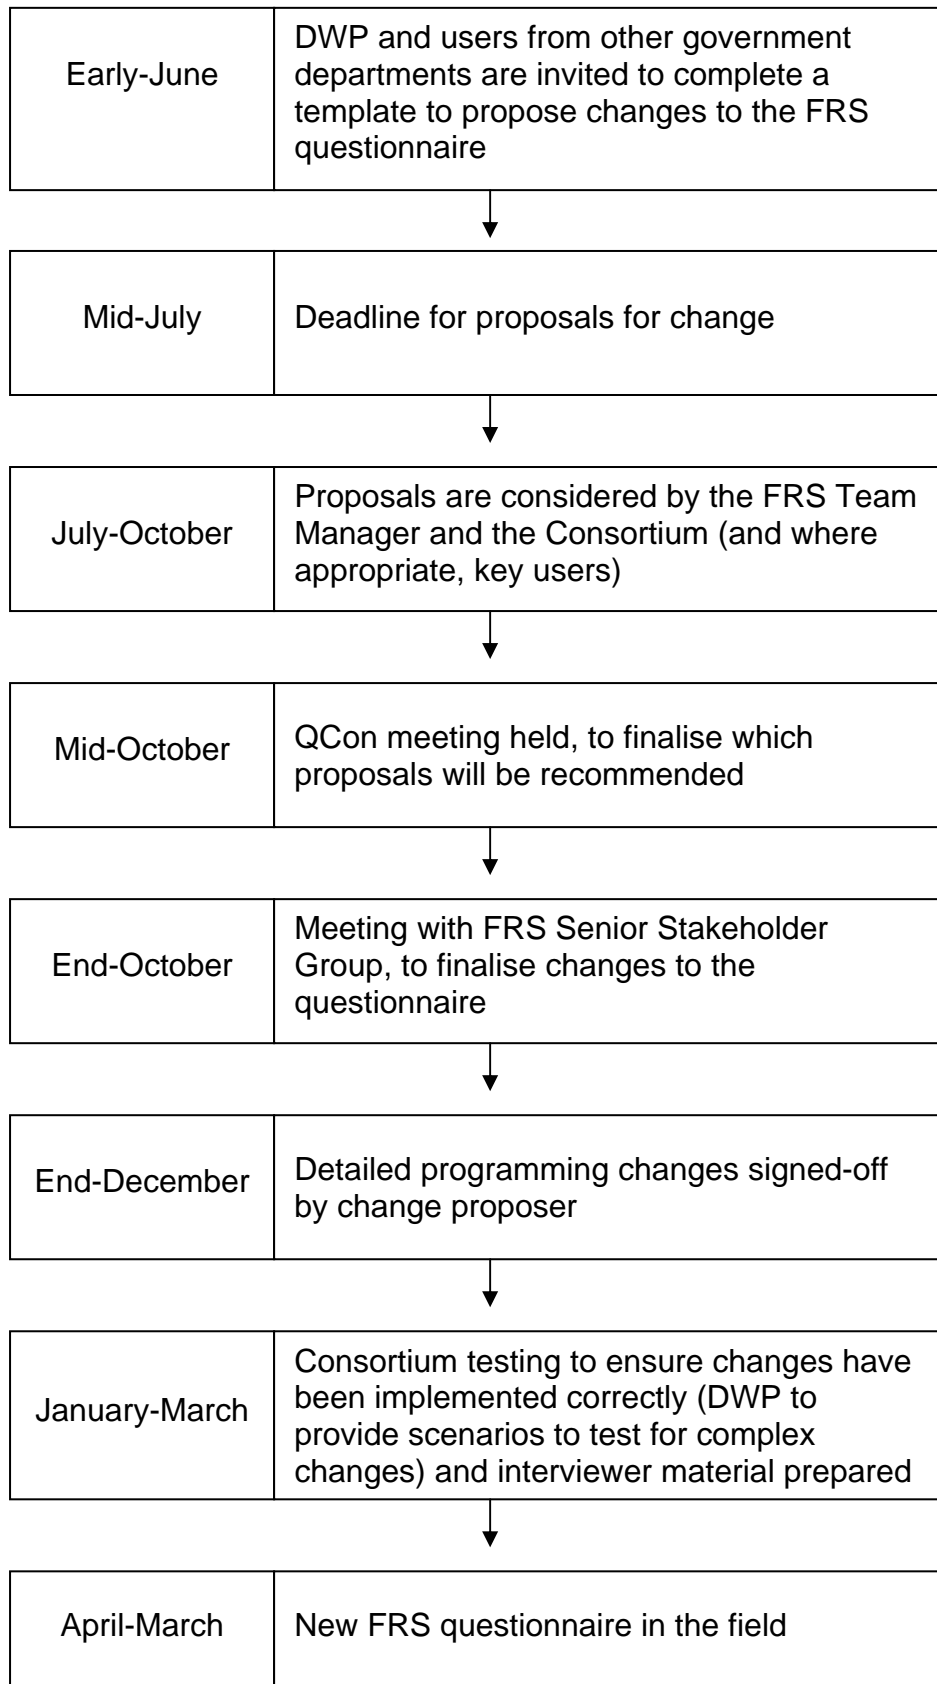 Early-June
DWP and users from other government
departments are invited to complete a
template to propose changes to the FRS
questionnaire
Mid-July
Deadline for proposals for change
July-October
Proposals are considered by the FRS Team
Manager and the Consortium (and where
appropriate, key users)
Mid-October
QCon meeting held, to finalise which
proposals will be recommended
End-October
Meeting with FRS Senior Stakeholder
Group, to finalise changes to the
questionnaire
End-December
Detailed programming changes signed-off
by change proposer
January-March
Consortium testing to ensure changes have
been implemented correctly (DWP to
provide scenarios to test for complex
changes) and interviewer material prepared
April-March
New FRS questionnaire in the field